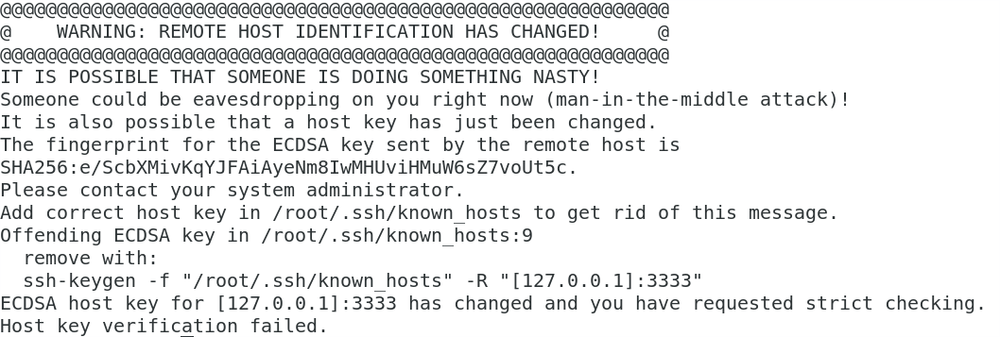 @@@@@@@@@@@@@@@@@@@@@@@@@@@@@@@@@@@@@@@@@@@@@@@@@@@@@@@@@@@
@    WARNING: REMOTE HOST IDENTIFICATION HAS CHANGED!     @
@@@@@@@@@@@@@@@@@@@@@@@@@@@@@@@@@@@@@@@@@@@@@@@@@@@@@@@@@@@
IT IS POSSIBLE THAT SOMEONE IS DOING SOMETHING NASTY!
Someone could be eavesdropping on you right now (man-in-the-middle attack)!
It is also possible that a host key has just been changed.
The fingerprint for the ECDSA key sent by the remote host is
SHA256:e/ScbXMivKqYJFAiAyeNm8IwMHUviHMuW6sZ7voUt5c.
Please contact your system administrator.
Add correct host key in /root/.ssh/known_hosts to get rid of this message.
Offending ECDSA key in /root/.ssh/known_hosts:9
  remove with:
  ssh-keygen -f "/root/.ssh/known_hosts" -R "[127.0.0.1]:3333"
ECDSA host key for [127.0.0.1]:3333 has changed and you have requested strict checking.
Host key verification failed.